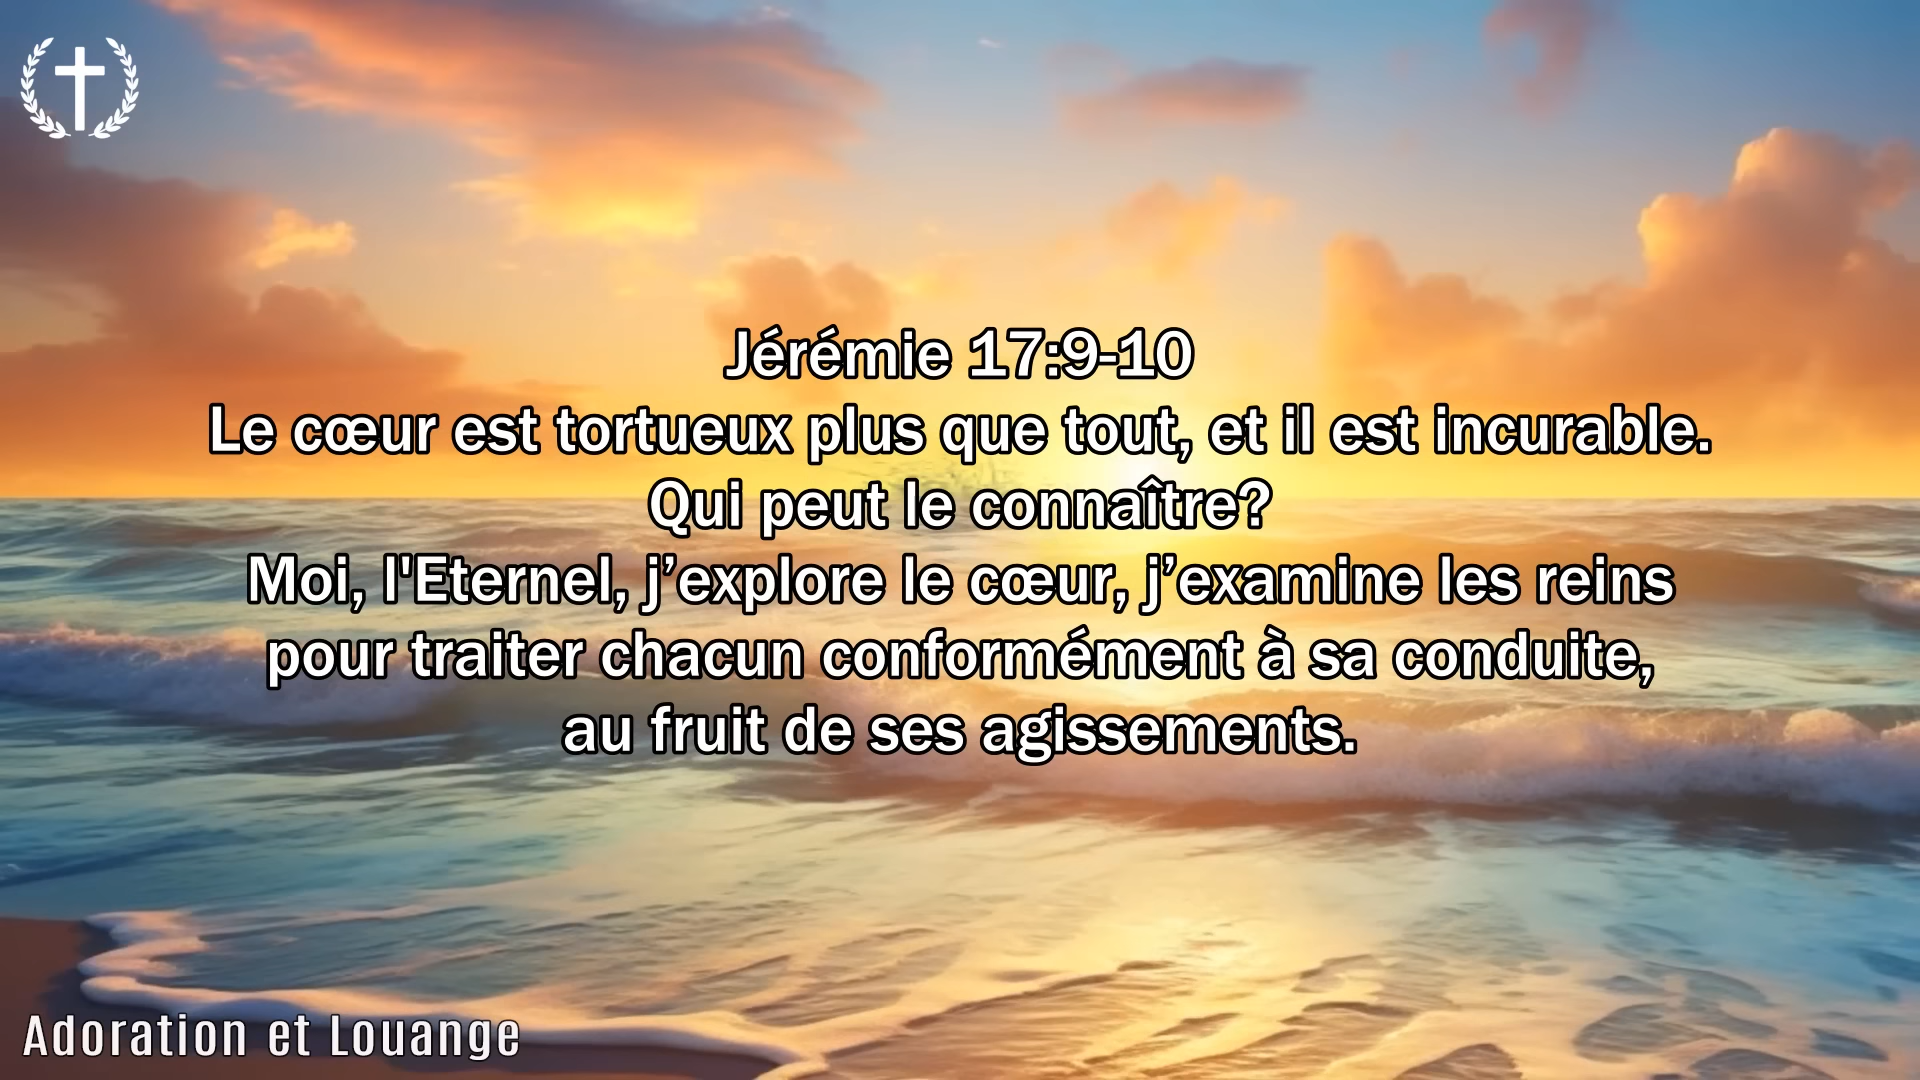 Jérémie 17:9-10
Le cœur est tortueux plus que tout, et il est incurable.
Qui peut le connaître?
Moi, l'Eternel, j’explore le cœur, j’examine les reins
pour traiter chacun conformément à sa conduite,
au fruit de ses agissements.
Adoration et Louange